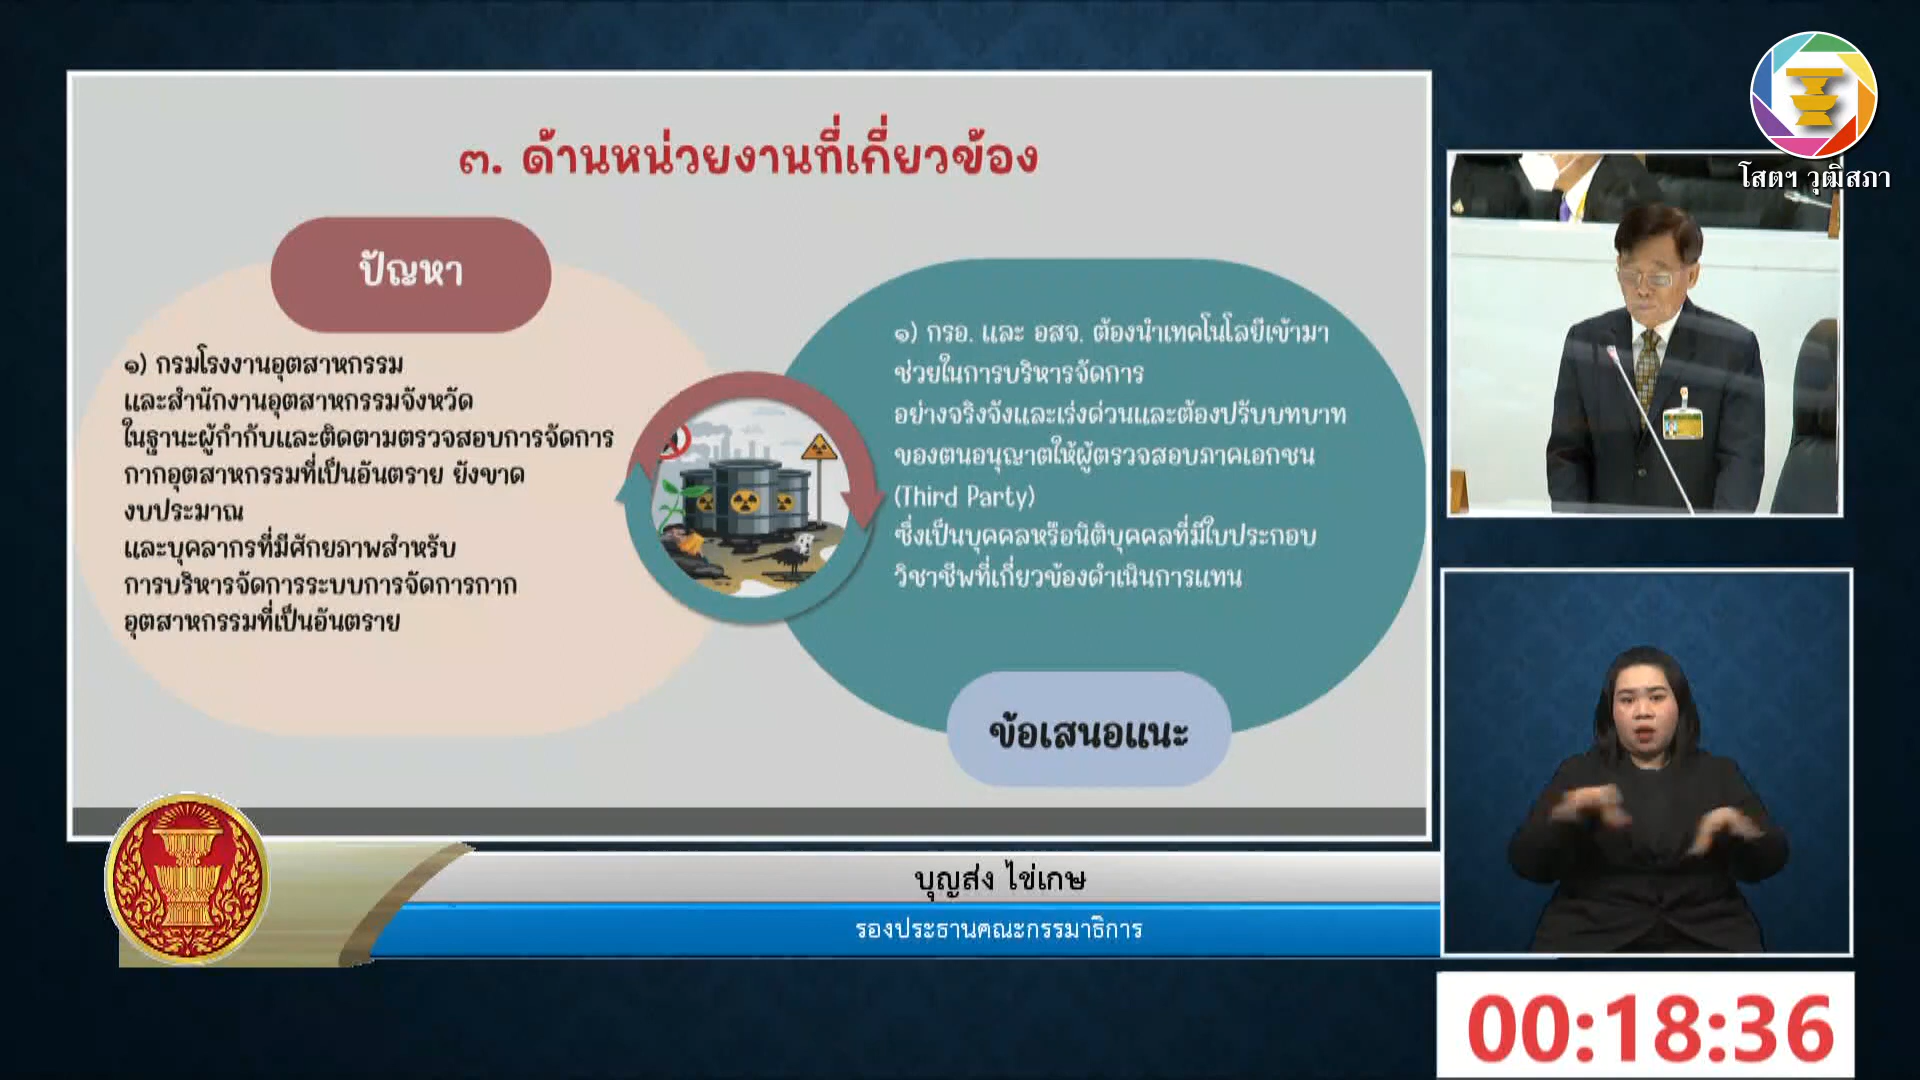 โสตฯ วุฒิสภา
๓. ด้านหน่วยงานที่เกี่ยวข้อง
ปัญหา
๑) กรมโรงงานอุตสาหกรรม
และสำนักงานอุตสาหกรรมจังหวัด
ในฐานะผู้กำกับและติดตามตรวจสอบการจัดการ
กากอุตสาหกรรมที่เป็นอันตราย ยังขาด
งบประมาณ
และบุคลากรที่มีศักยภาพสำหรับ
การบริหารจัดการระบบการจัดการกาก
อุตสาหกรรมที่เป็นอันตราย
๑) กรอ. และ อสจ. ต้องนำเทคโนโลยีเข้ามา
ช่วยในการบริหารจัดการ
อย่างจริงจังและเร่งด่วนและต้องปรับบทบาท
ของตนอนุญาตให้ผู้ตรวจสอบภาคเอกชน
(Third Party)
ซึ่งเป็นบุคคลหรือนิติบุคคลที่มีใบประกอบ
วิชาชีพที่เกี่ยวข้องดำเนินการแทน
ข้อเสนอแนะ
บุญส่ง ไข่เกษ
รองประธานคณะกรรมาธิการ
00:18:36